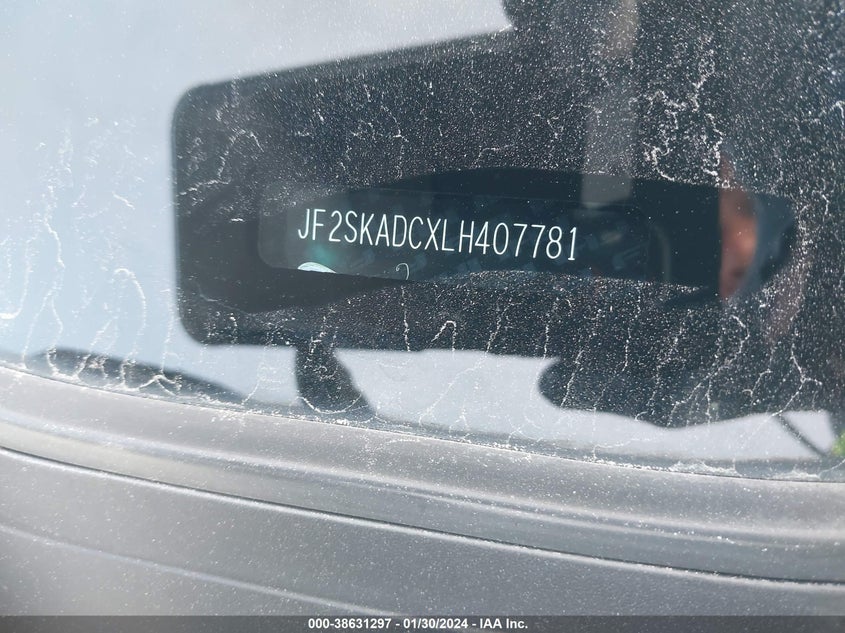 JF2SKADCXLH407781
000-38631297 - 01/30/2024 - IAA Inc.